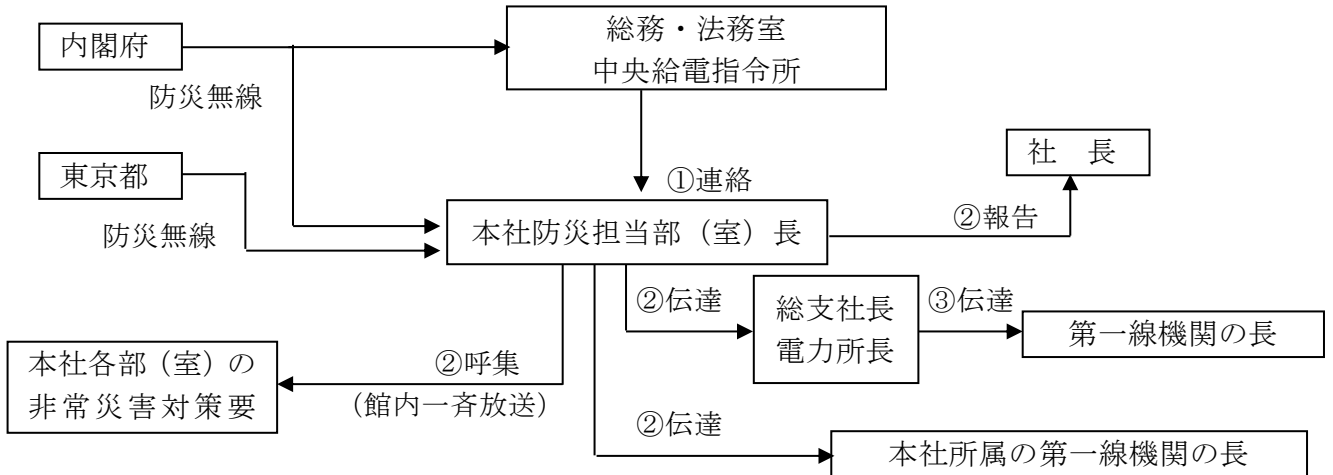 内閣府
総務・法務室
中央給電指令所
防災無線
社　長
東京都
①連絡
②報告
防災無線
本社防災担当部（室）長
②伝達
総支社長
電力所長
③伝達
第一線機関の長
本社各部（室）の
非常災害対策要
②呼集
（館内一斉放送）
②伝達
本社所属の第一線機関の長